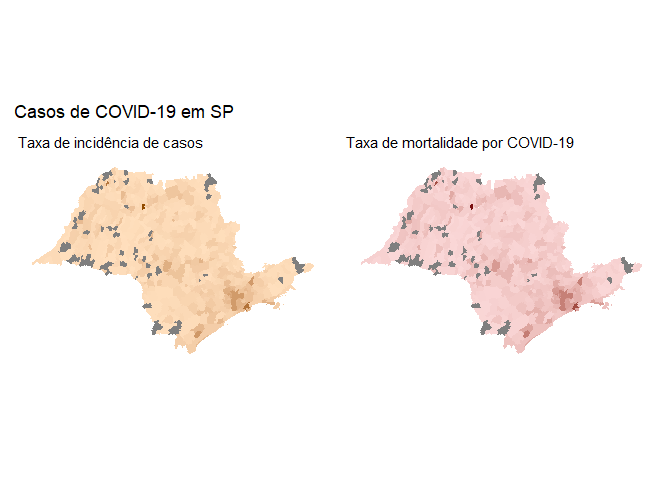 Casos de COVID-19 em SP
Taxa de incidência de casos
Taxa de mortalidade por COVID-19